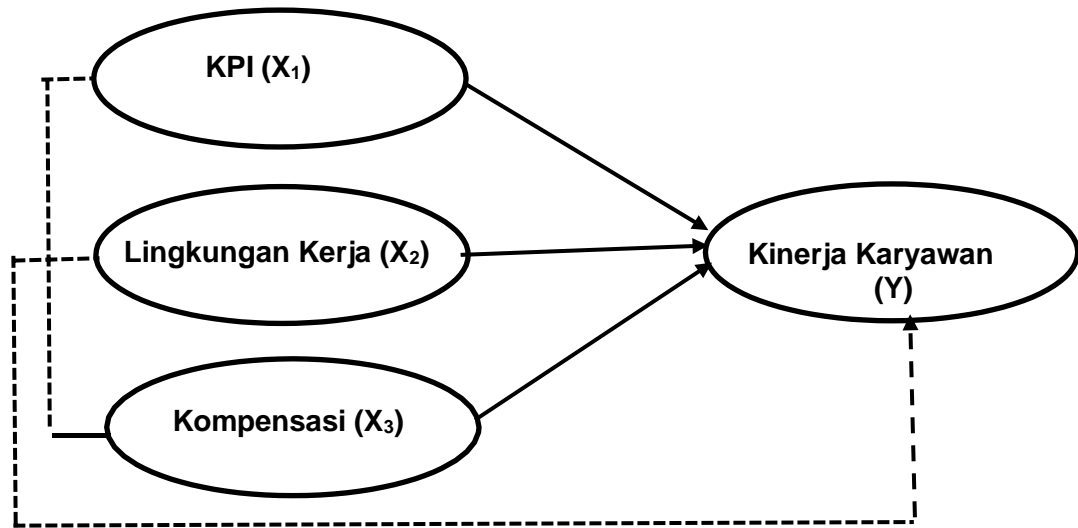 KPI (X₁)
Lingkungan Kerja (X₂)
Kinerja Karyawan
(Y)
Kompensasi (X₃)